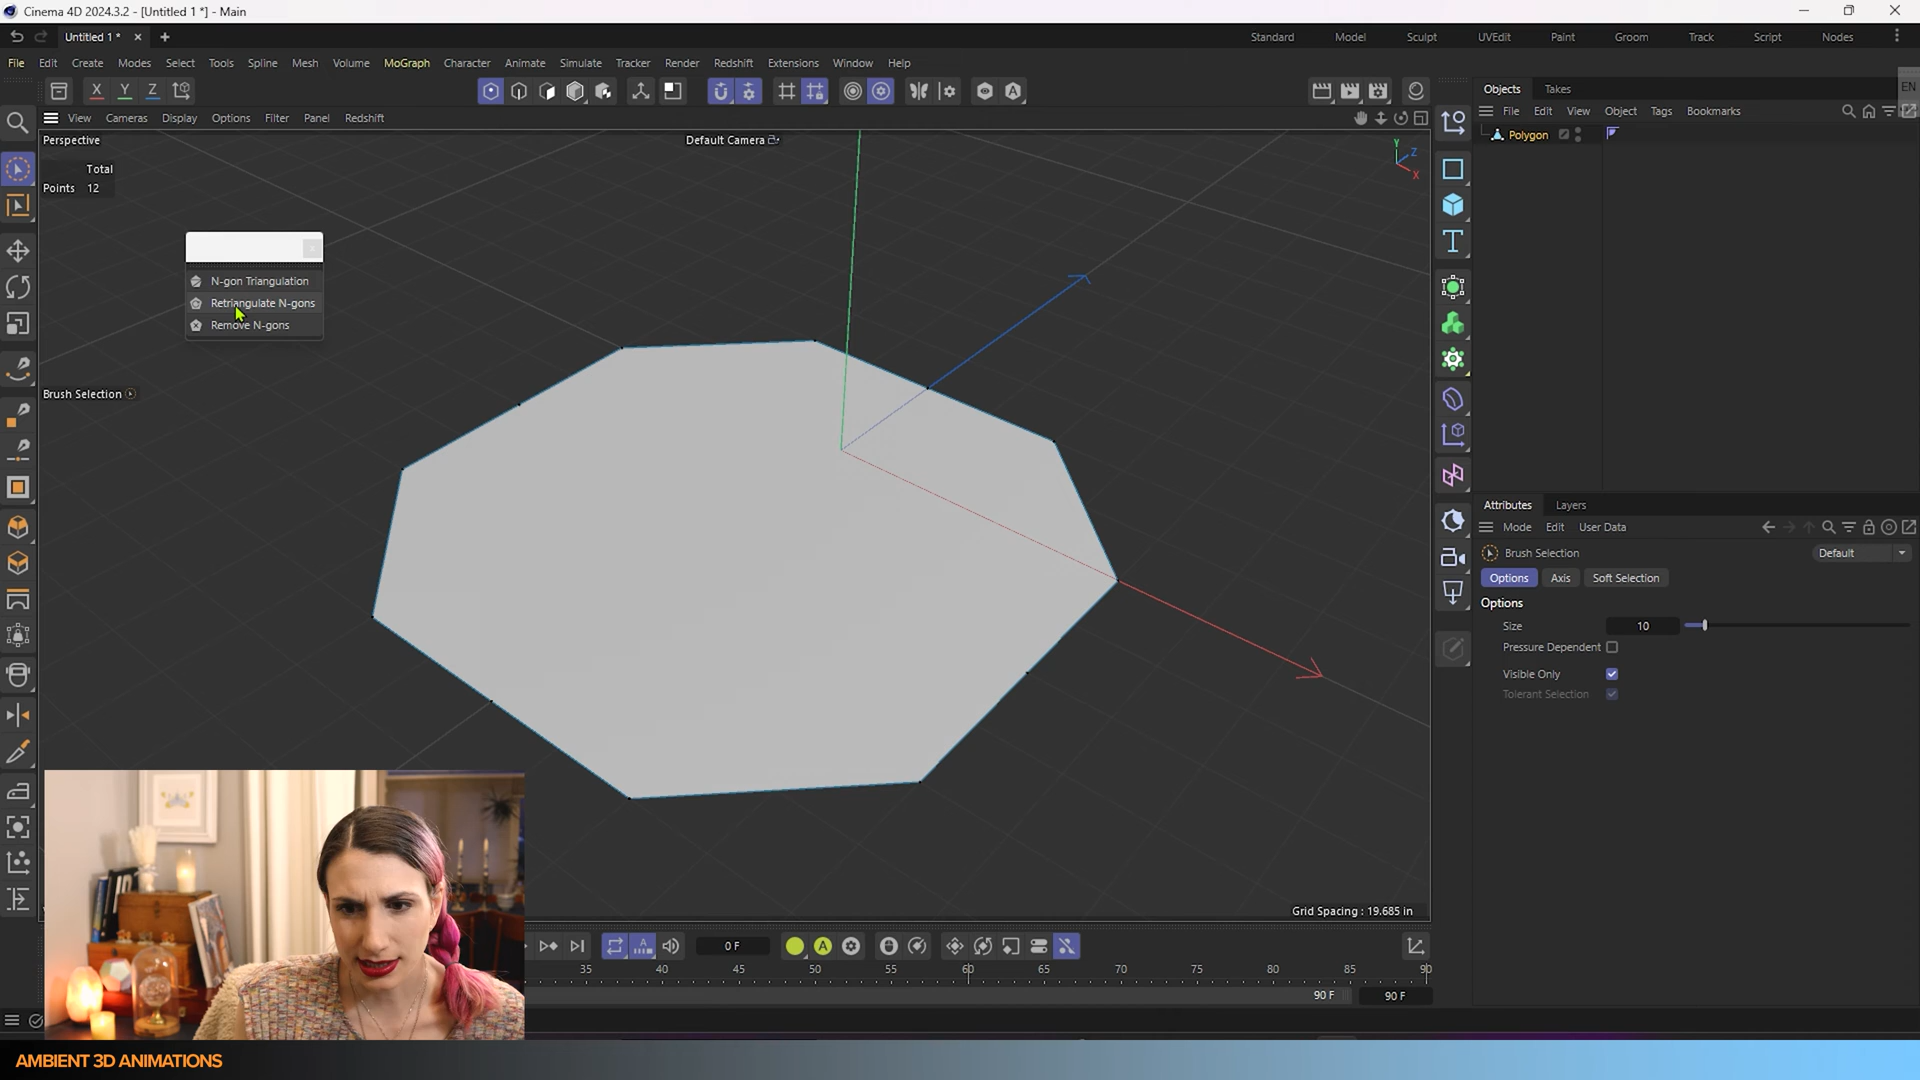 Cinema 4D 2024.3.2 - [Untitled 1 *] - Main
Untitled 1 *
Standard Model Sculpt UVEdit Paint Groom Track Script Nodes
File Edit Create Modes Select Tools Spline Mesh Volume MoGraph Character Animate Simulate Tracker Render Redshift Extensions Window Help
X Y Z
Objects Takes
EN
View Cameras Display Options Filter Panel Redshift
File Edit View Object Tags Bookmarks
Perspective
Default Camera
Polygon
Y
Z
X
Total
Points 12
N-gon Triangulation
Retriangulate N-gons
Remove N-gons
Brush Selection
Attributes Layers
Mode Edit User Data
Brush Selection
Default
Options Axis Soft Selection
Options
Size 10
Pressure Dependent
Visible Only
Tolerant Selection
Grid Spacing : 19.685 in
0 F
35 40 45 50 55 60 65 70 75 80 85 90
90 F 90 F
AMBIENT 3D ANIMATIONS